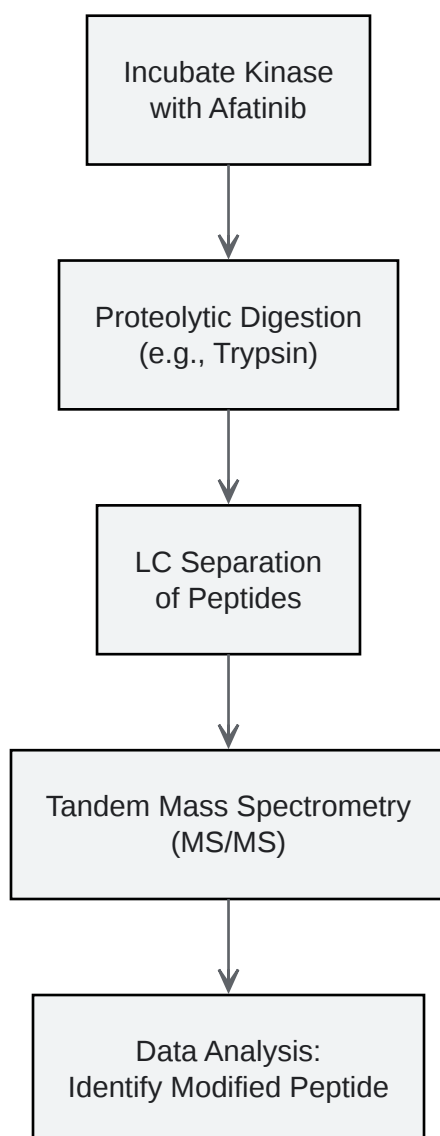 Incubate Kinase
with Afatinib
Proteolytic Digestion
(e.g., Trypsin)
LC Separation
of Peptides
Tandem Mass Spectrometry
(MS/MS)
Data Analysis:
Identify Modified Peptide